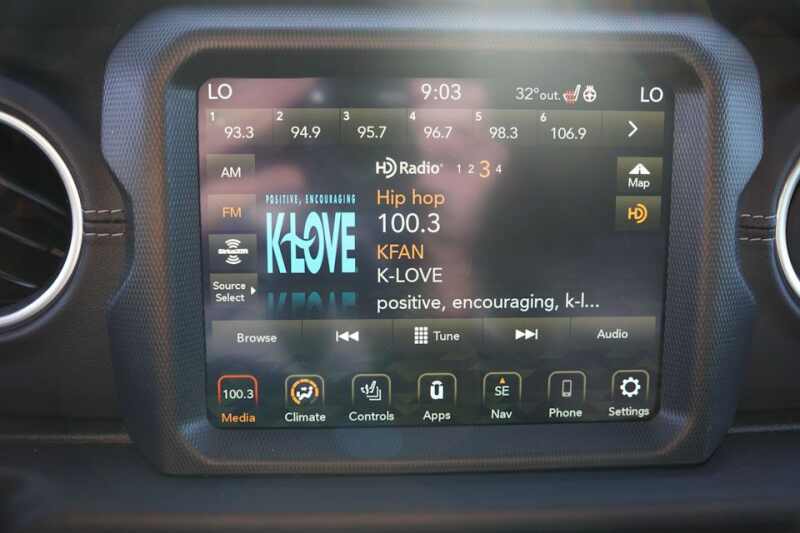 LO 9:03 32°out. LO
1 93.3 2 94.9 3 95.7 4 96.7 5 98.3 6 106.9
AM
HD Radio 1 2 3 4
Map
FM
POSITIVE, ENCOURAGING
K-LOVE
Hip hop
100.3
HD
KFAN
K-LOVE
positive, encouraging, k-l...
SiriusXM
Source
Select
Browse Tune Audio
100.3 SE
Media Climate Controls Apps Nav Phone Settings